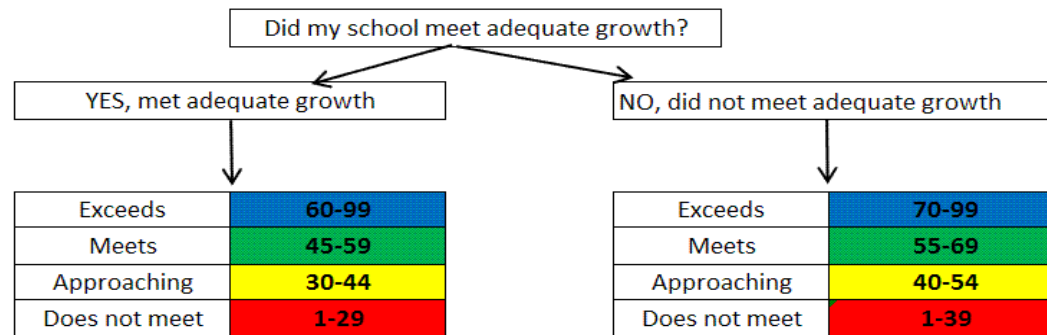 Did my school meet adequate growth?
YES, met adequate growth
NO, did not meet adequate growth
Exceeds 60-99
Meets 45-59
Approaching 30-44
Does not meet 1-29
Exceeds 70-99
Meets 55-69
Approaching 40-54
Does not meet 1-39